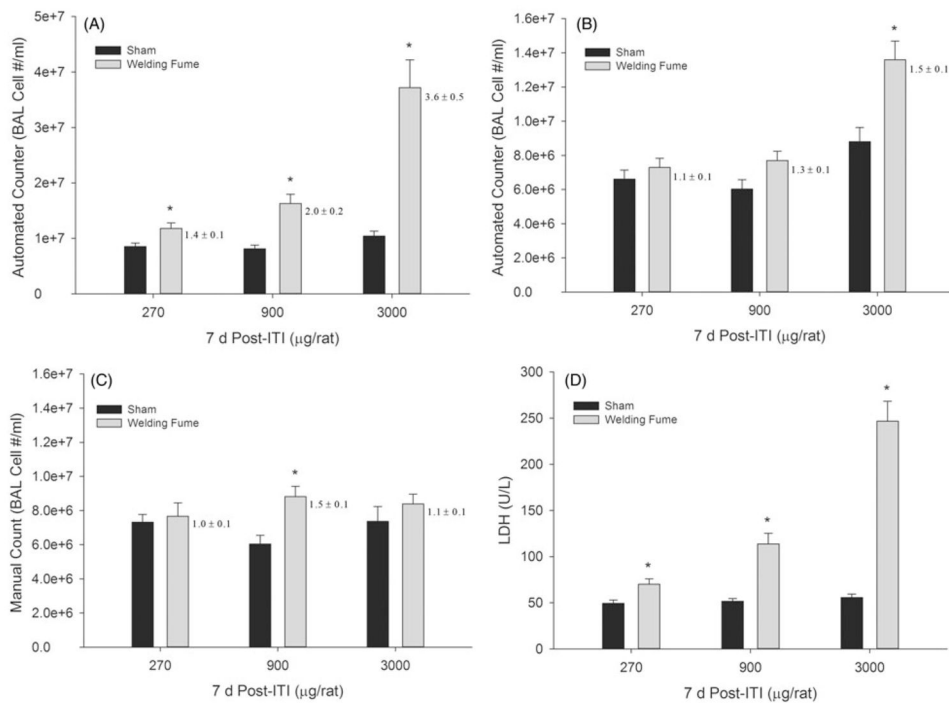 (A)
5e+7
4e+7
3e+7
2e+7
1e+7
0
Automated Counter (BAL Cell #/ml)
Sham
Welding Fume
*
1.4 ± 0.1
*
2.0 ± 0.2
*
3.6 ± 0.5
270 900 3000
7 d Post-ITI (μg/rat)
(B)
1.6e+7
1.4e+7
1.2e+7
1.0e+7
8.0e+6
6.0e+6
4.0e+6
2.0e+6
0.0
Automated Counter (BAL Cell #/ml)
Sham
Welding Fume
1.1 ± 0.1
1.3 ± 0.1
*
1.5 ± 0.1
270 900 3000
7 d Post-ITI (μg/rat)
(C)
1.6e+7
1.4e+7
1.2e+7
1.0e+7
8.0e+6
6.0e+6
4.0e+6
2.0e+6
0.0
Manual Count (BAL Cell #/ml)
Sham
Welding Fume
1.0 ± 0.1
*
1.5 ± 0.1
1.1 ± 0.1
270 900 3000
7 d Post-ITI (μg/rat)
(D)
300
250
200
150
100
50
0
LDH (U/L)
Sham
Welding Fume
*
*
*
270 900 3000
7 d Post-ITI (μg/rat)